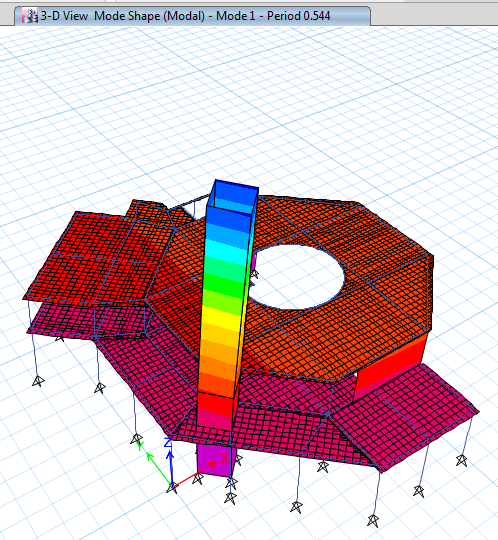 3-D View Mode Shape (Modal) - Mode 1 - Period 0.544
Z
Y
X